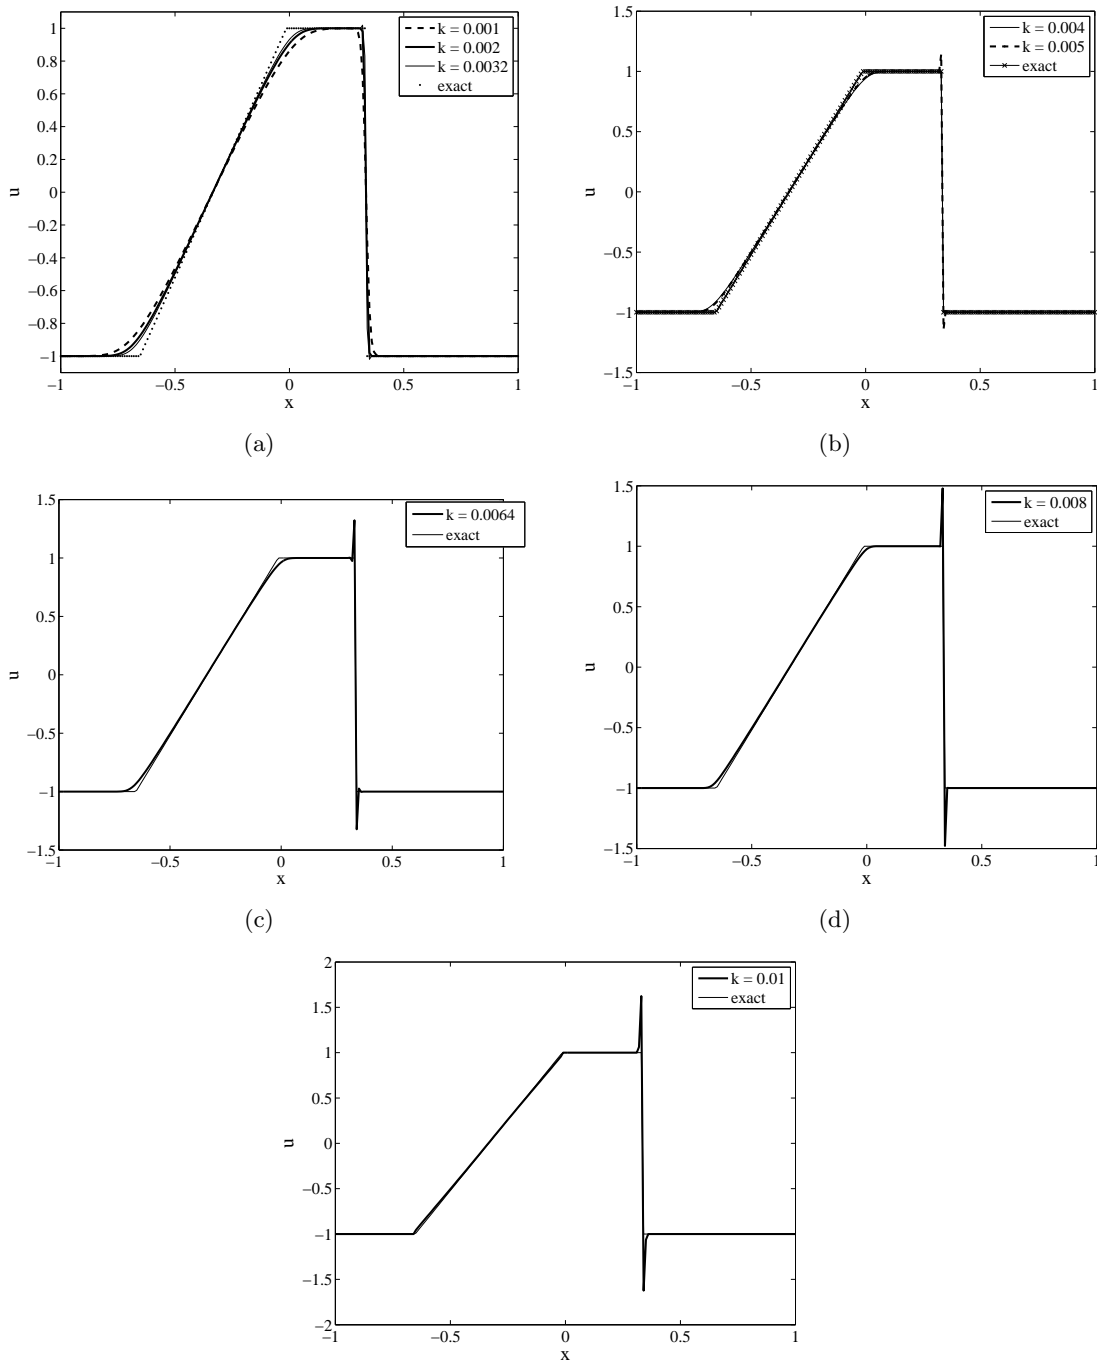 1
0.8
0.6
0.4
0.2
0
−0.2
−0.4
−0.6
−0.8
−1
u
−1 −0.5 0 0.5 1
x
k = 0.001
k = 0.002
k = 0.0032
exact
(a)
1.5
1
0.5
0
−0.5
−1
−1.5
u
−1 −0.5 0 0.5 1
x
k = 0.004
k = 0.005
exact
(b)
1.5
1
0.5
0
−0.5
−1
−1.5
u
−1 −0.5 0 0.5 1
x
k = 0.0064
exact
(c)
1.5
1
0.5
0
−0.5
−1
−1.5
u
−1 −0.5 0 0.5 1
x
k = 0.008
exact
(d)
2
1.5
1
0.5
0
−0.5
−1
−1.5
−2
u
−1 −0.5 0 0.5 1
x
k = 0.01
exact